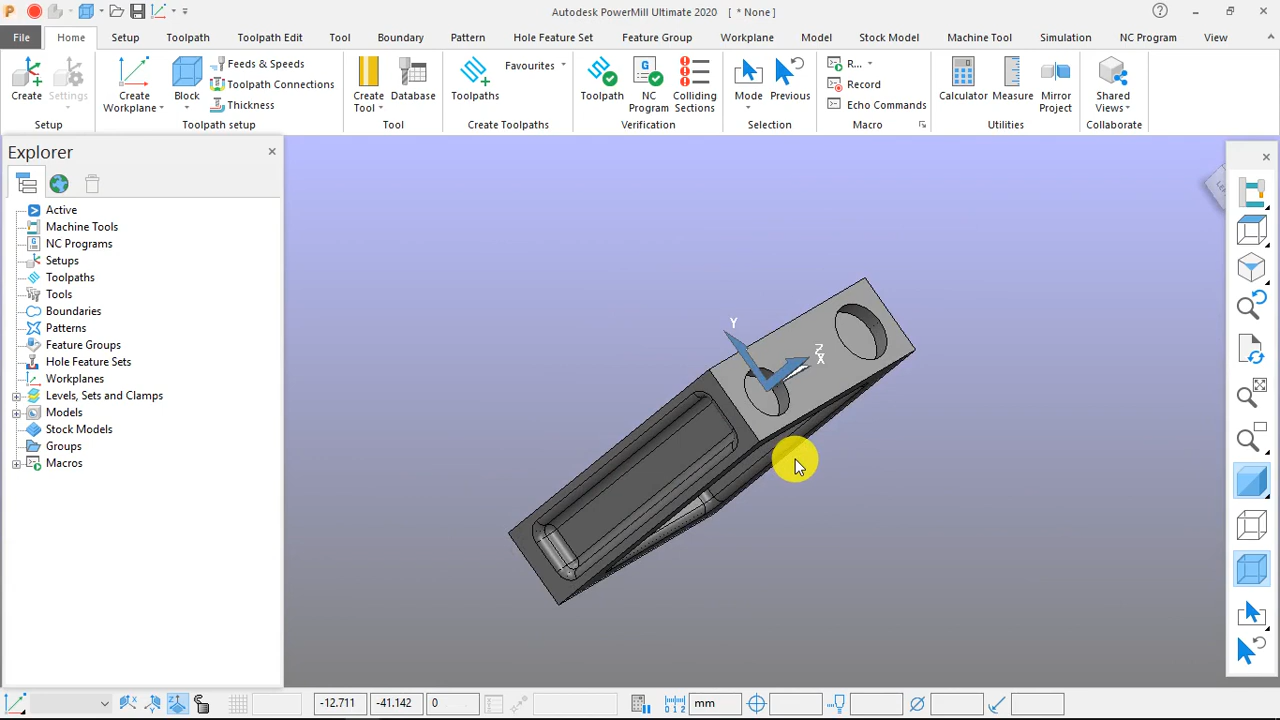 Autodesk PowerMill Ultimate 2020 [ * None ]
File Home Setup Toolpath Toolpath Edit Tool Boundary Pattern Hole Feature Set Feature Group Workplane Model Stock Model Machine Tool Simulation NC Program View
Create
Settings
Setup
Create Workplane
Block
Feeds & Speeds
Toolpath Connections
Thickness
Toolpath setup
Create Tool
Database
Tool
Toolpaths
Favourites
Create Toolpaths
Toolpath
NC Program
Colliding Sections
Verification
Previous
Selection
R...
Record
Echo Commands
Macro
Calculator
Measure
Mirror Project
Utilities
Shared Views
Collaborate
Explorer
Active
Machine Tools
NC Programs
Setups
Toolpaths
Tools
Boundaries
Patterns
Feature Groups
Hole Feature Sets
Workplanes
Levels, Sets and Clamps
Models
Stock Models
Groups
Macros
Y
Z
X
-12.711 -41.142 0 mm